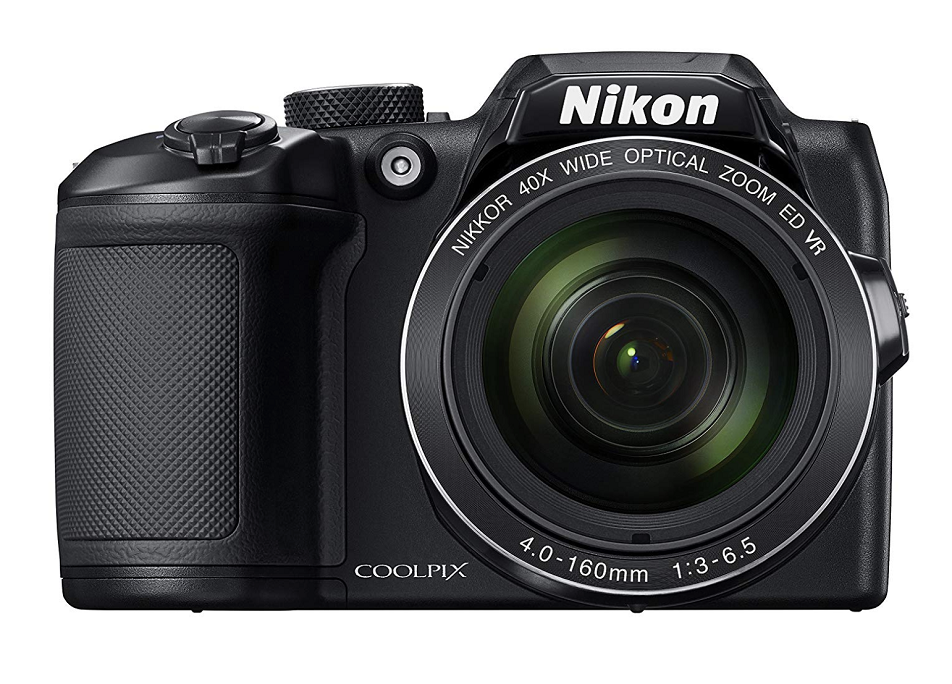 Nikon
NIKKOR 40X WIDE OPTICAL ZOOM ED VR
4.0-160mm 1:3-6.5
COOLPIX